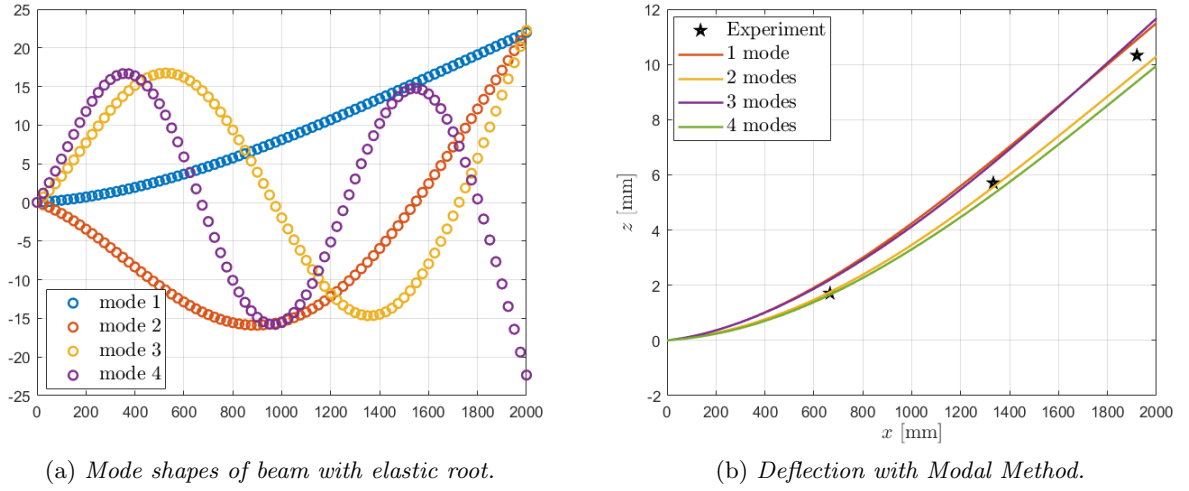 25
20
15
10
5
0
-5
-10
-15
-20
-25
mode 1
mode 2
mode 3
mode 4
0 200 400 600 800 1000 1200 1400 1600 1800 2000
(a) Mode shapes of beam with elastic root.
12
10
8
6
4
2
0
-2
z [mm]
Experiment
1 mode
2 modes
3 modes
4 modes
0 200 400 600 800 1000 1200 1400 1600 1800 2000
x [mm]
(b) Deflection with Modal Method.